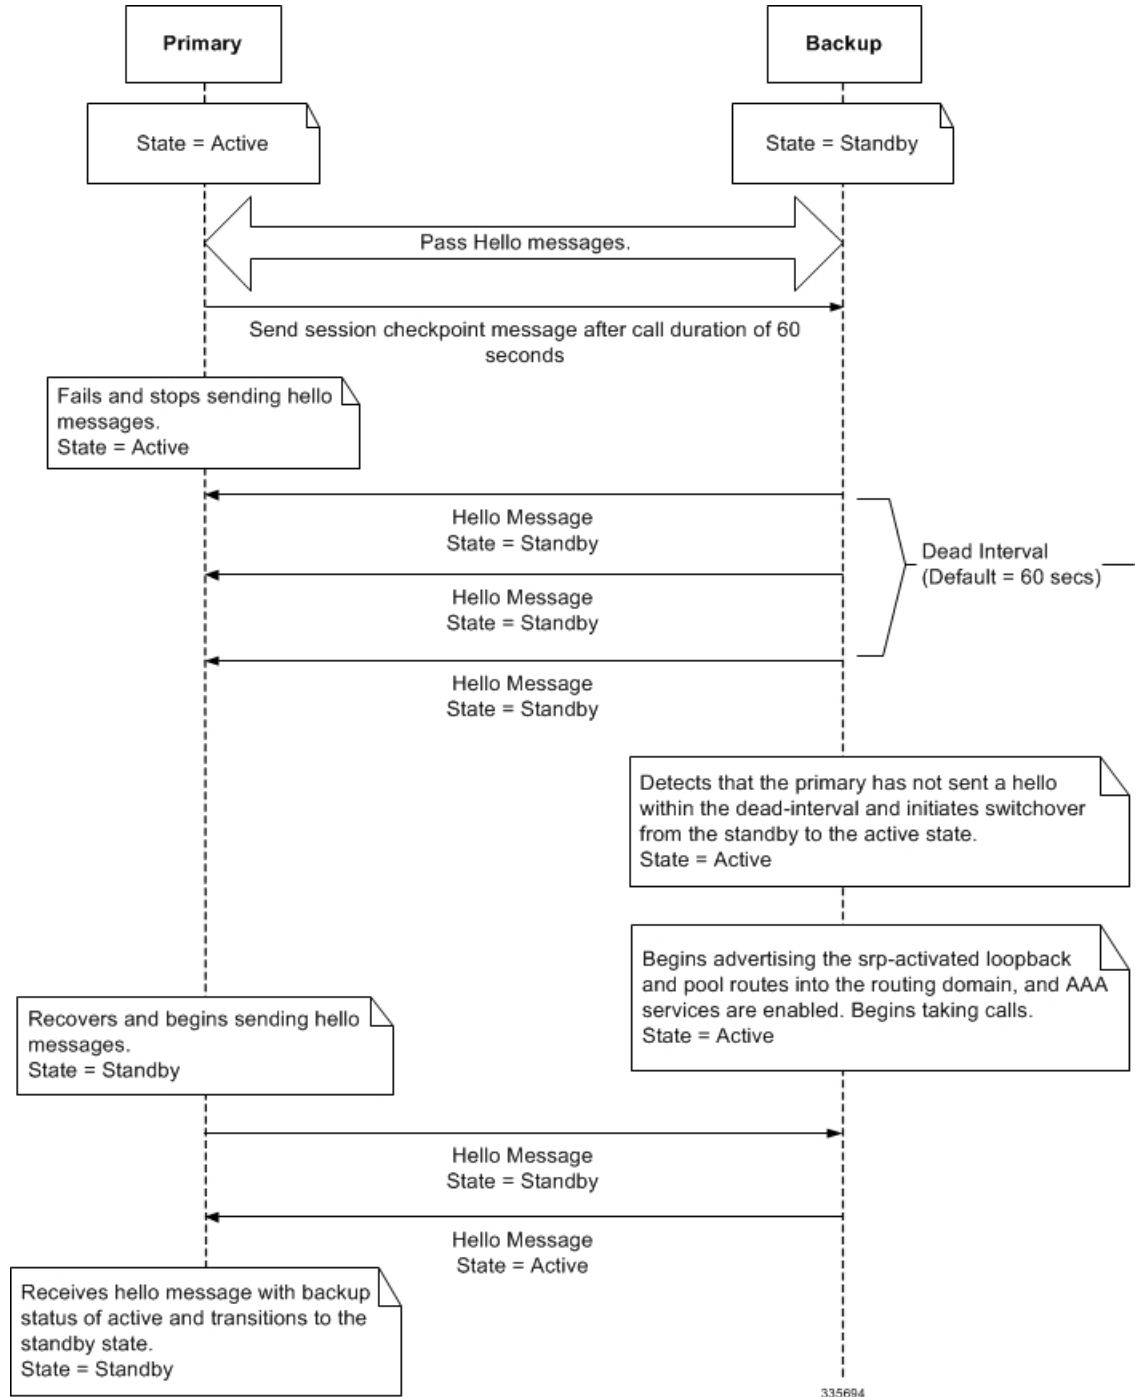 Primary
Backup
State = Active
State = Standby
Pass Hello messages.
Send session checkpoint message after call duration of 60
seconds
Fails and stops sending hello
messages.
State = Active
Hello Message
State = Standby
Dead Interval
(Default = 60 secs)
Hello Message
State = Standby
Hello Message
State = Standby
Detects that the primary has not sent a hello
within the dead-interval and initiates switchover
from the standby to the active state.
State = Active
Begins advertising the srp-activated loopback
and pool routes into the routing domain, and AAA
services are enabled. Begins taking calls.
State = Active
Recovers and begins sending hello
messages.
State = Standby
Hello Message
State = Standby
Hello Message
State = Active
Receives hello message with backup
status of active and transitions to the
standby state.
State = Standby
335694